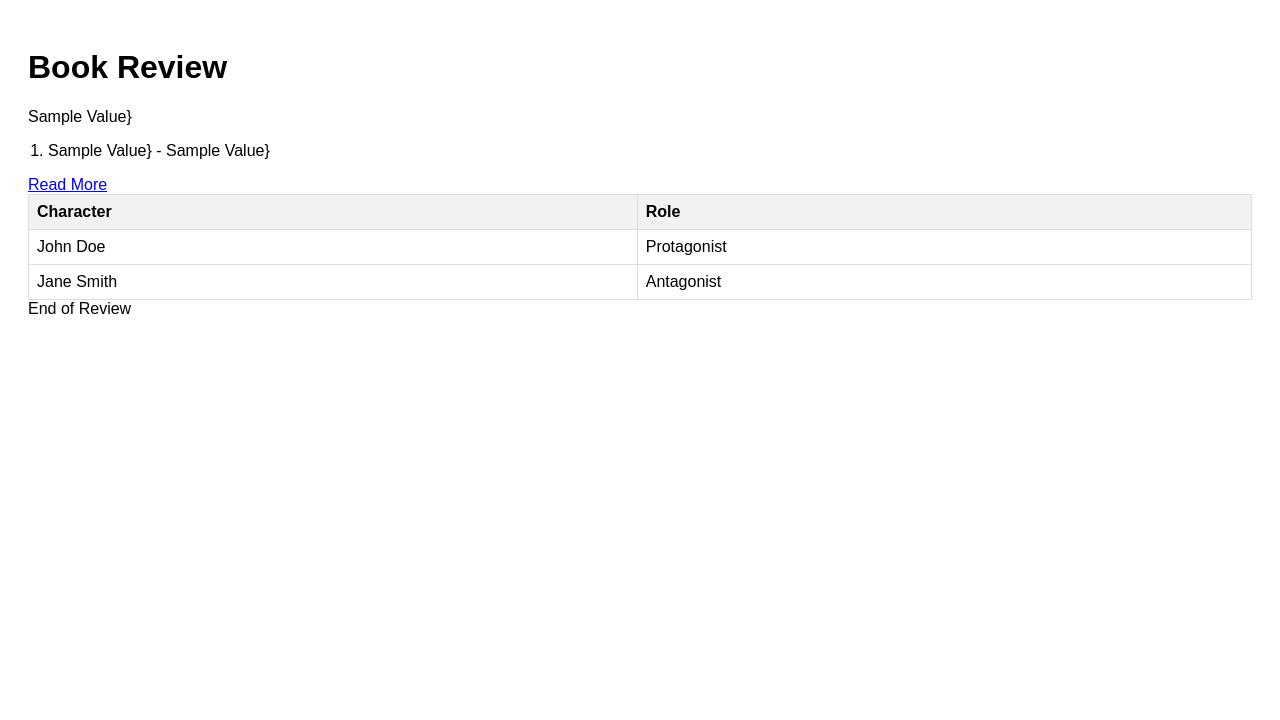 Book Review
Sample Value}
1. Sample Value} - Sample Value}
Read More
Character Role
John Doe Protagonist
Jane Smith Antagonist
End of Review